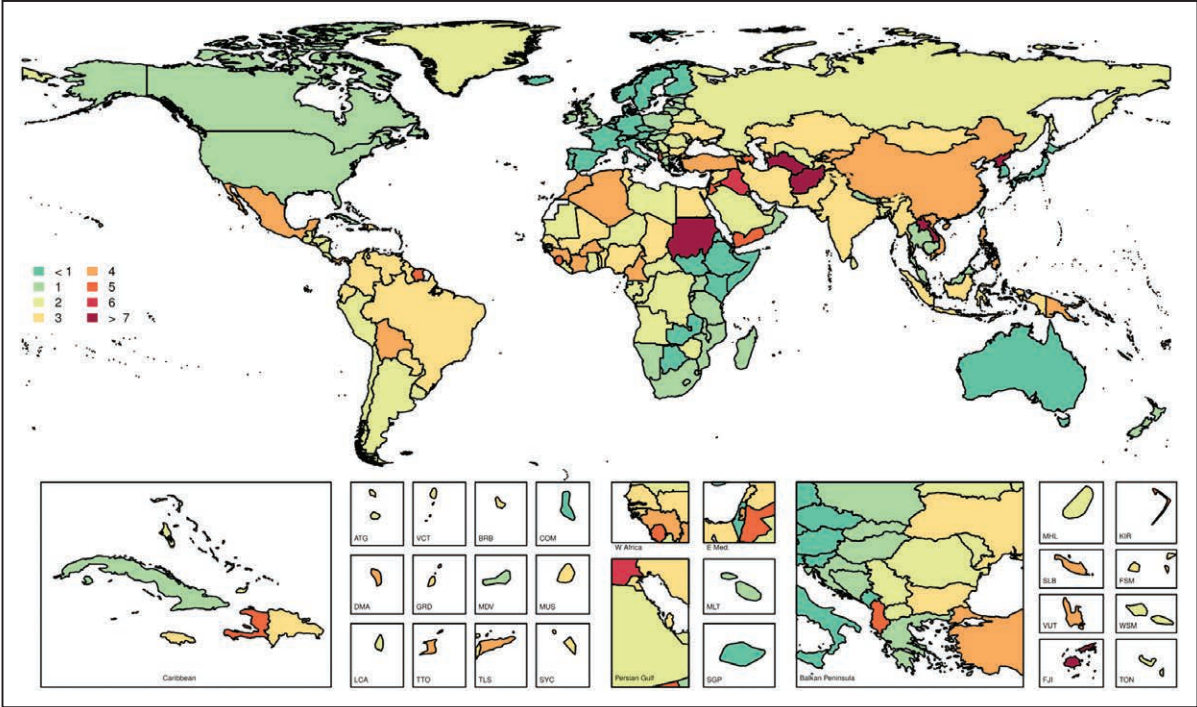 < 1 4
1 5
2 6
3 > 7
ATG VCT BRB COM W Africa E Med. MHL KIR
SLB FSM
DMA GRD MDV MUS MLT
VUT WSM
LCA TTO TLS SYC Persian Gulf SGP Balkan Peninsula FJI TON
Caribbean